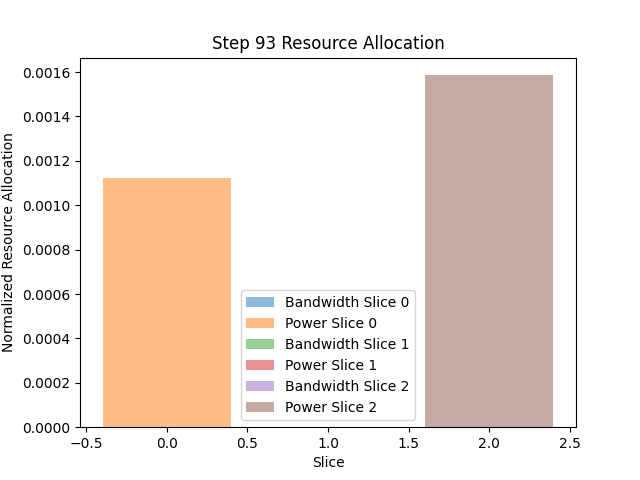 Step 93 Resource Allocation
Normalized Resource Allocation
0.0016
0.0014
0.0012
0.0010
0.0008
0.0006
0.0004
0.0002
0.0000
Bandwidth Slice 0
Power Slice 0
Bandwidth Slice 1
Power Slice 1
Bandwidth Slice 2
Power Slice 2
−0.5 0.0 0.5 1.0 1.5 2.0 2.5
Slice